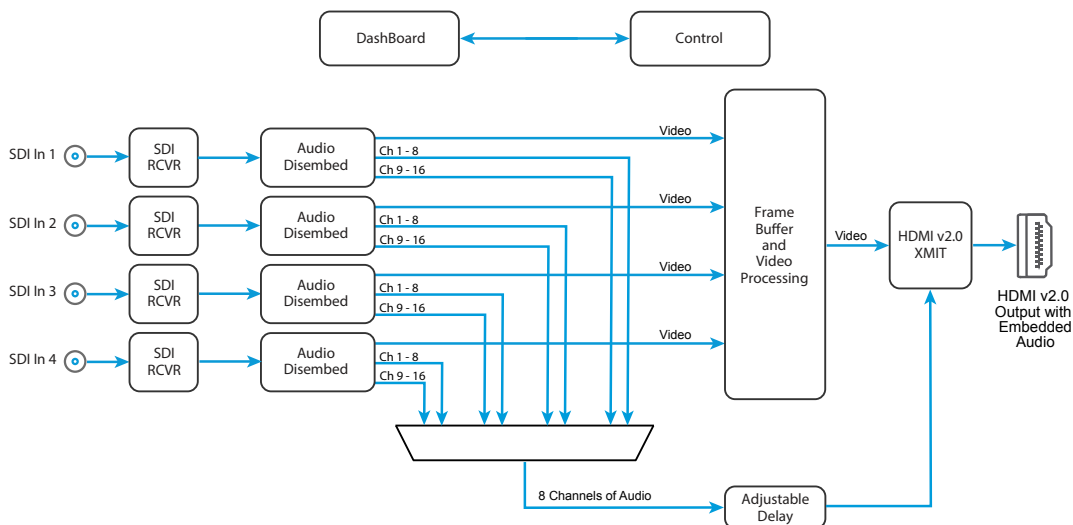 DashBoard
Control
SDI In 1
SDI
RCVR
Audio
Disembed
Video
Ch 1 - 8
Ch 9 - 16
SDI In 2
SDI
RCVR
Audio
Disembed
Video
Ch 1 - 8
Ch 9 - 16
SDI In 3
SDI
RCVR
Audio
Disembed
Video
Ch 1 - 8
Ch 9 - 16
SDI In 4
SDI
RCVR
Audio
Disembed
Video
Ch 1 - 8
Ch 9 - 16
Frame
Buffer
and
Video
Processing
Video
HDMI v2.0
XMIT
HDMI v2.0
Output with
Embedded
Audio
8 Channels of Audio
Adjustable
Delay